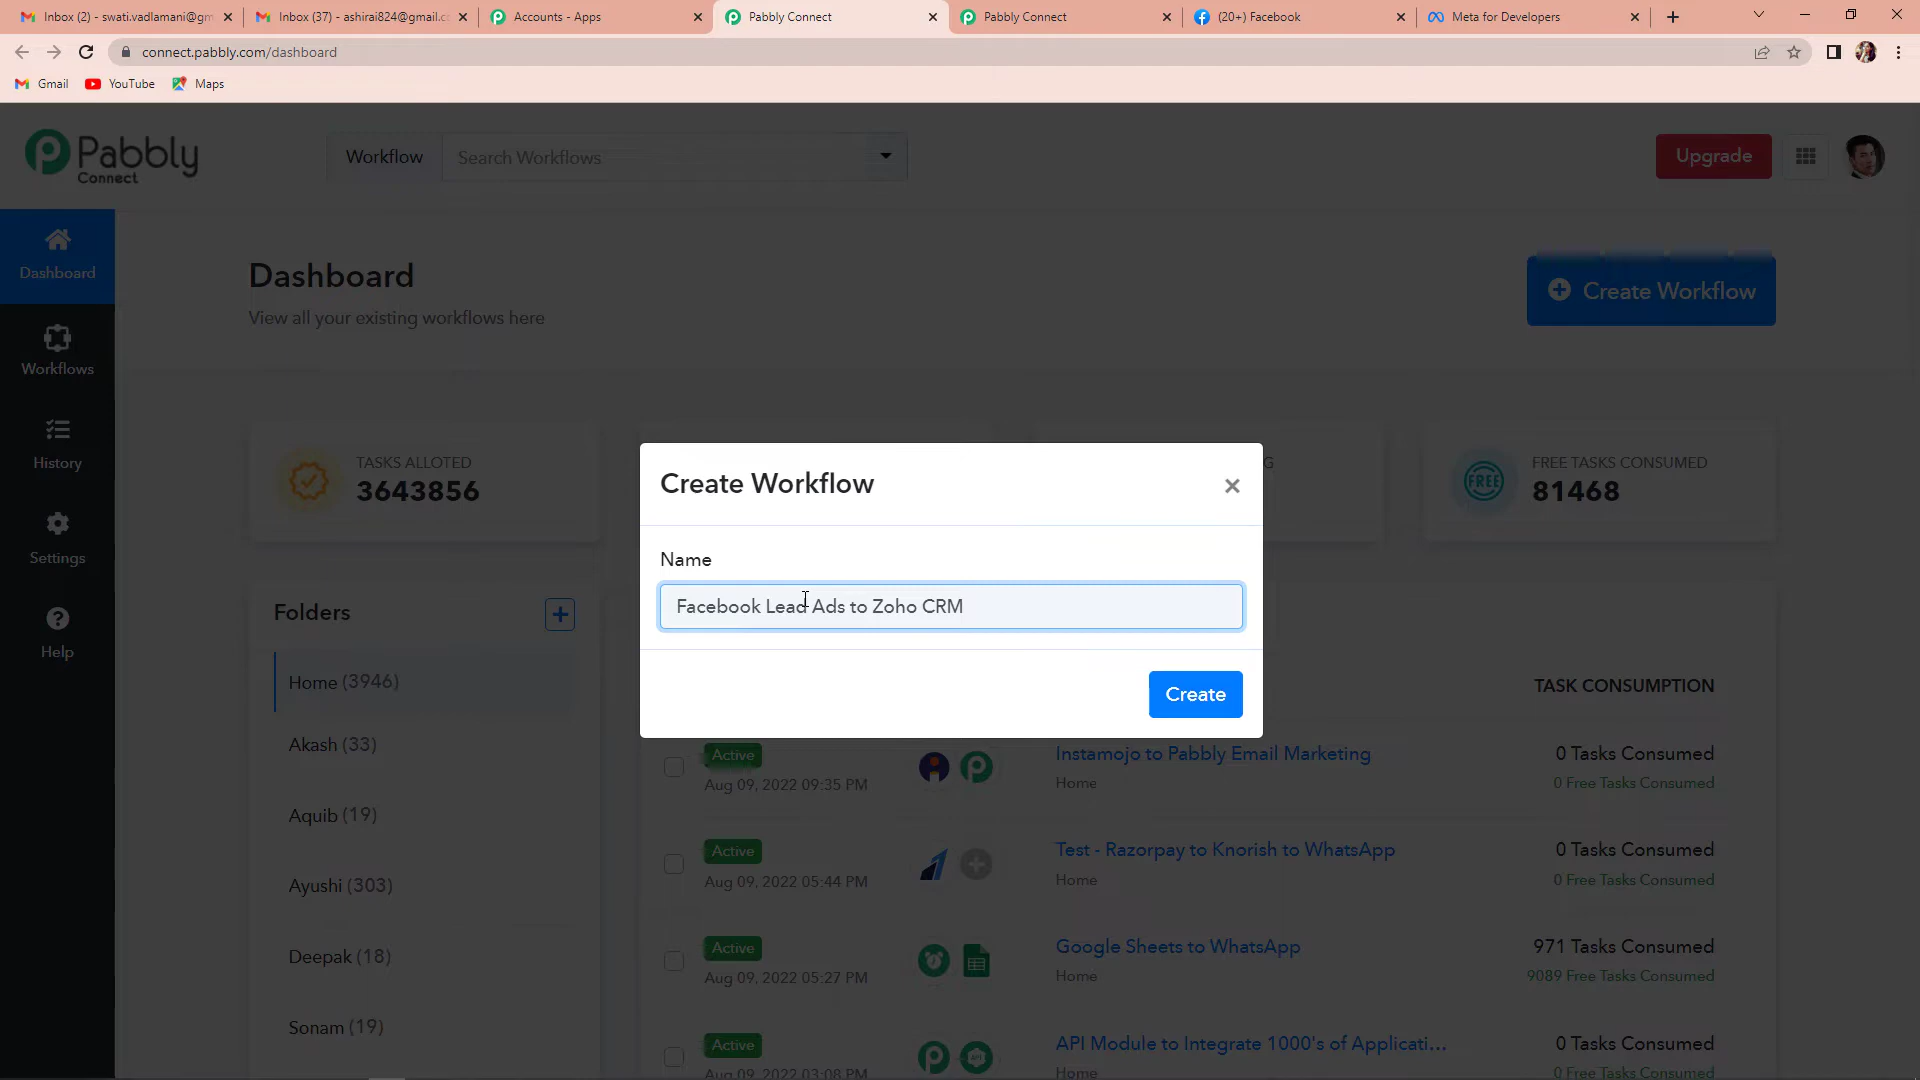 Inbox (2) - swati.vadlamani@gm
Inbox (37) - ashirai824@gmail.c
Accounts - Apps
Pabbly Connect
Pabbly Connect
(20+) Facebook
Meta for Developers
connect.pabbly.com/dashboard
Gmail
YouTube
Maps
Pabbly
Connect
Workflow
Search Workflows
Upgrade
Dashboard
Workflows
History
Settings
Help
Dashboard
View all your existing workflows here
Create Workflow
TASKS ALLOTED
3643856
G
FREE TASKS CONSUMED
FREE
81468
Create Workflow
Name
Facebook Lead Ads to Zoho CRM
Create
Folders
Home (3946)
Akash (33)
Aquib (19)
Ayushi (303)
Deepak (18)
Sonam (19)
TASK CONSUMPTION
Active
Aug 09, 2022 09:35 PM
Instamojo to Pabbly Email Marketing
Home
0 Tasks Consumed
0 Free Tasks Consumed
Active
Aug 09, 2022 05:44 PM
Test - Razorpay to Knorish to WhatsApp
Home
0 Tasks Consumed
0 Free Tasks Consumed
Active
Aug 09, 2022 05:27 PM
Google Sheets to WhatsApp
Home
971 Tasks Consumed
9089 Free Tasks Consumed
Active
Aug 09, 2022 03:08 PM
API
API Module to Integrate 1000's of Applicati...
Home
0 Tasks Consumed
0 Free Tasks Consumed